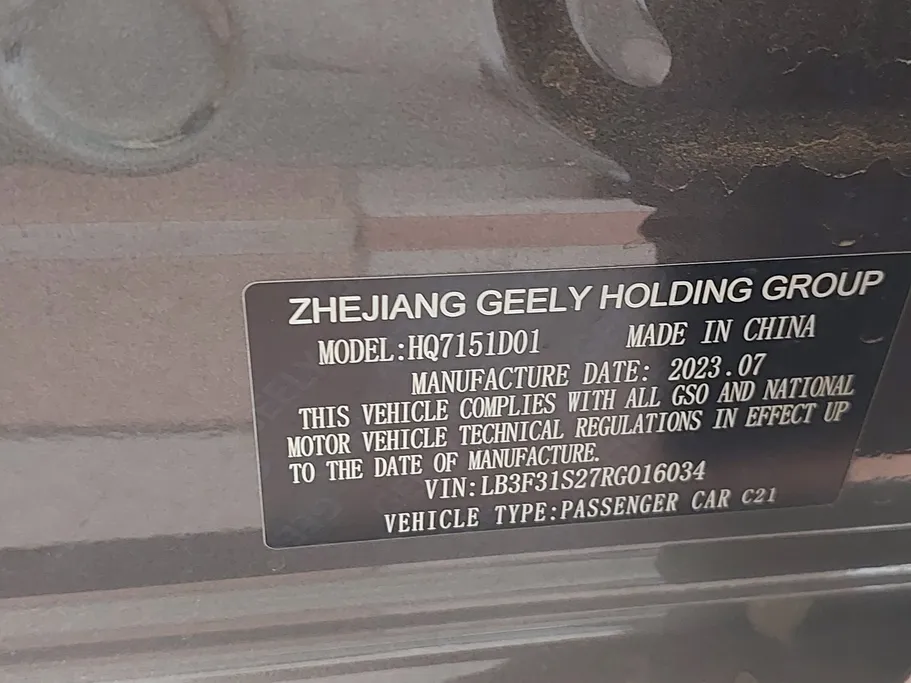 ZHEJIANG GEELY HOLDING GROUP
MODEL:HQ7151D01 MADE IN CHINA
MANUFACTURE DATE: 2023.07
THIS VEHICLE COMPLIES WITH ALL GSO AND NATIONAL
MOTOR VEHICLE TECHNICAL REGULATIONS IN EFFECT UP
TO THE DATE OF MANUFACTURE.
VIN:LB3F31S27RG016034
VEHICLE TYPE:PASSENGER CAR C21